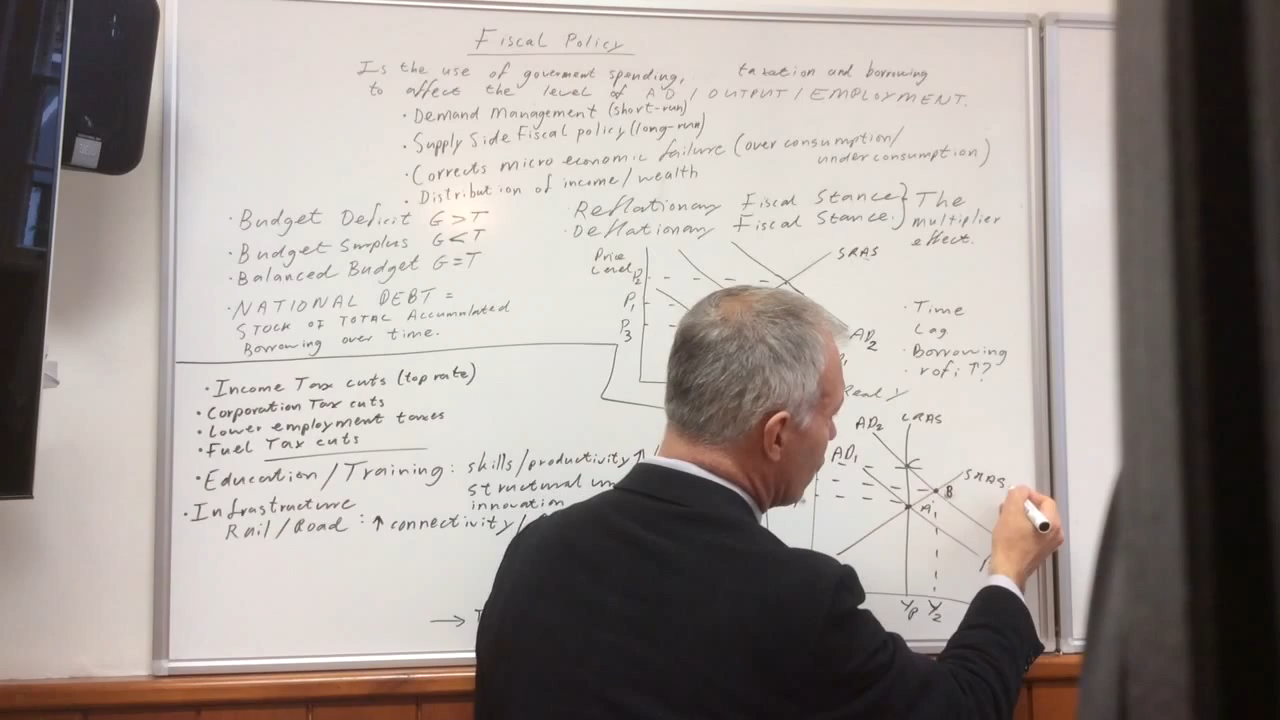 Fiscal Policy
Is the use of goverment spending, taxation and borrowing
to affect the level of AD / OUTPUT / EMPLOYMENT.
· Demand Management (short-run)
· Supply Side Fiscal policy (long-run)
· Corrects micro economic failure (over consumption/
under consumption)
· Distribution of income / wealth
· Budget Deficit G > T
· Budget Surplus G < T
· Balanced Budget G = T
· NATIONAL DEBT =
STOCK OF TOTAL Accumulated
Borrowing over time.
· Reflationary Fiscal Stance } The
· Deflationary Fiscal Stance. multiplier
effect.
Price
Level
P2
P1
P3
SRAS
AD2
· Time
Lag
· Borrowing
· r of i ↑?
· Income Tax cuts (top rate)
· Corporation Tax cuts
· Lower employment taxes
· Fuel Tax cuts
· Education / Training : skills / productivity ↑
structural
innovation
· Infrastructure
Rail / Road : ↑ connectivity /
→
Real Y
AD2 LRAS
AD1
C
SRAS
B
A
Yp Y2